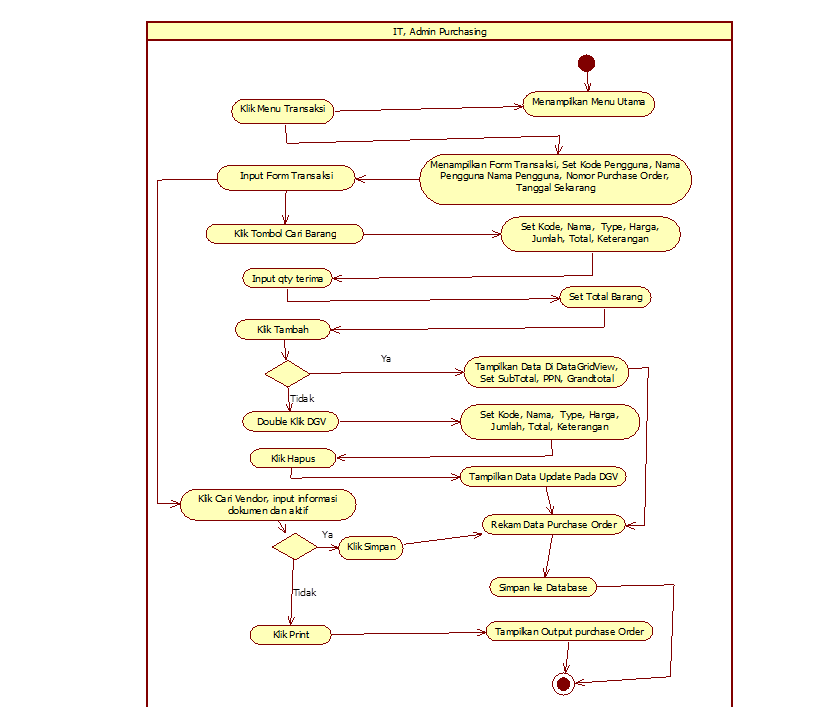 IT, Admin Purchasing
Menampilkan Menu Utama
Klik Menu Transaksi
Menampilkan Form Transaksi, Set Kode Pengguna, Nama
Pengguna Nama Pengguna, Nomor Purchase Order,
Tanggal Sekarang
Input Form Transaksi
Klik Tombol Cari Barang
Set Kode, Nama, Type, Harga,
Jumlah, Total, Keterangan
Input qty terima
Set Total Barang
Klik Tambah
Ya
Tampilkan Data Di DataGridView,
Set SubTotal, PPN, Grandtotal
Tidak
Double Klik DGV
Set Kode, Nama, Type, Harga,
Jumlah, Total, Keterangan
Klik Hapus
Tampilkan Data Update Pada DGV
Klik Cari Vendor, input informasi
dokumen dan aktif
Rekam Data Purchase Order
Ya
Klik Simpan
Simpan ke Database
Tidak
Klik Print
Tampilkan Output purchase Order